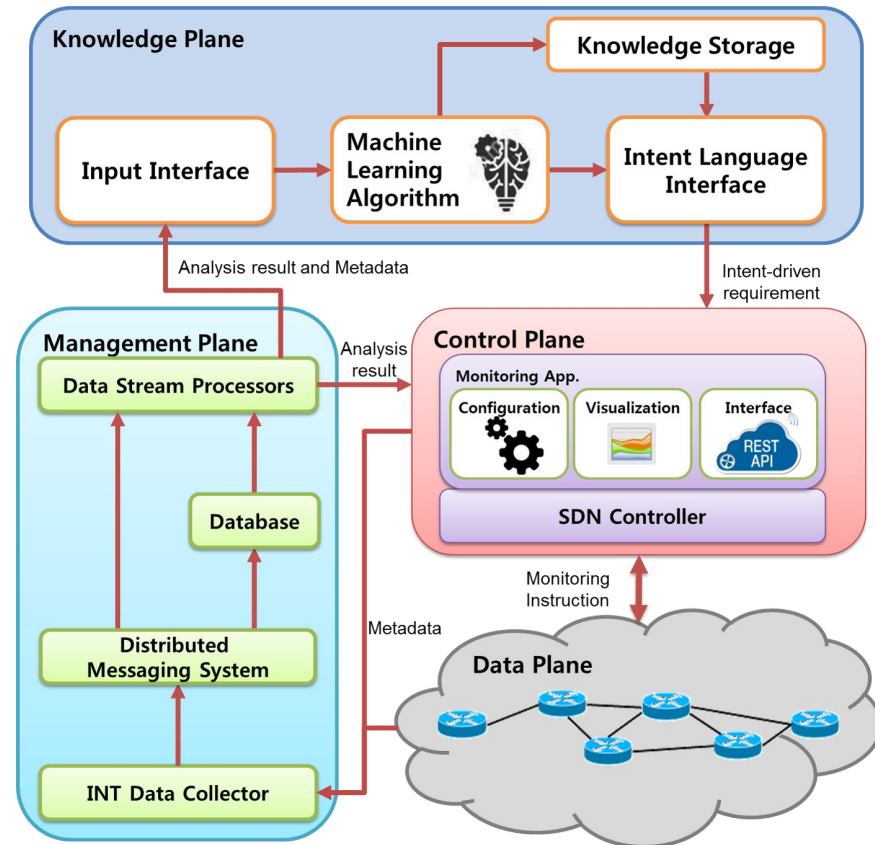 Knowledge Plane
Knowledge Storage
Input Interface
Machine
Learning
Algorithm
Intent Language
Interface
Analysis result and Metadata
Intent-driven
requirement
Management Plane
Data Stream Processors
Analysis
result
Database
Distributed
Messaging System
INT Data Collector
Metadata
Control Plane
Monitoring App.
Configuration
Visualization
Interface
REST
API
SDN Controller
Monitoring
Instruction
Data Plane